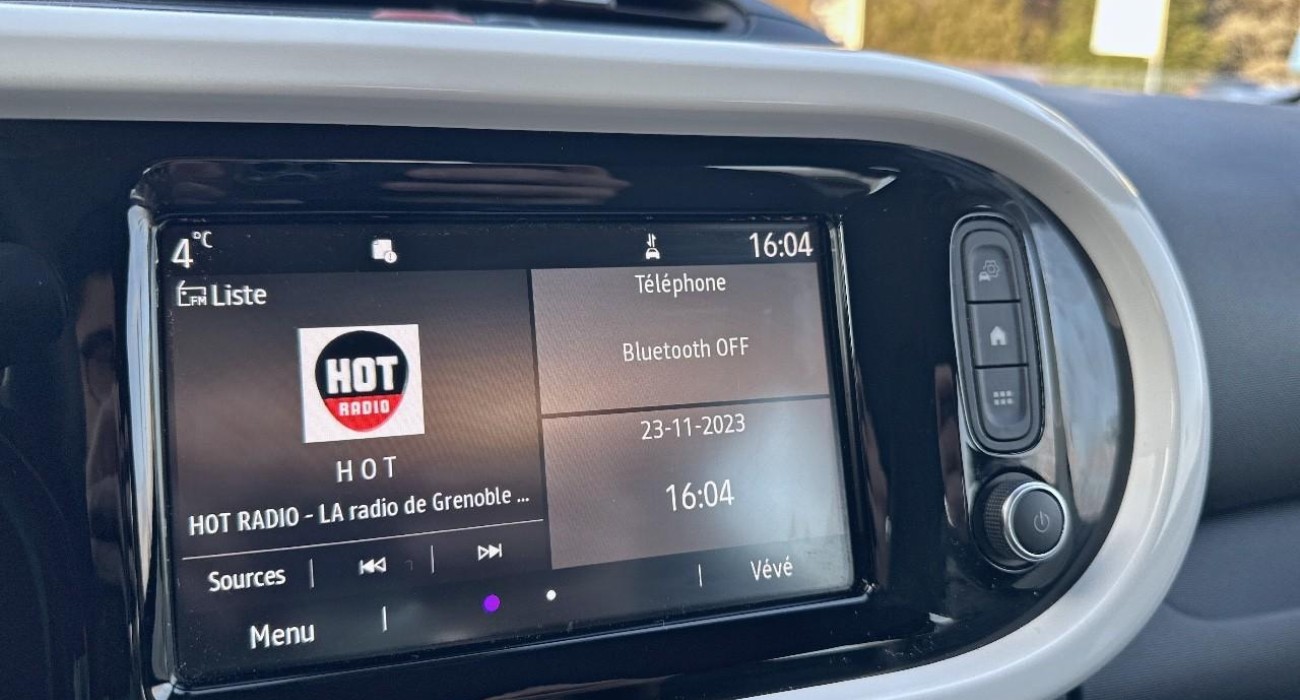 4°C
16:04
FM Liste
HOT
RADIO
HOT
HOT RADIO - LA radio de Grenoble ...
Sources
Menu
Téléphone
Bluetooth OFF
23-11-2023
16:04
Vévé